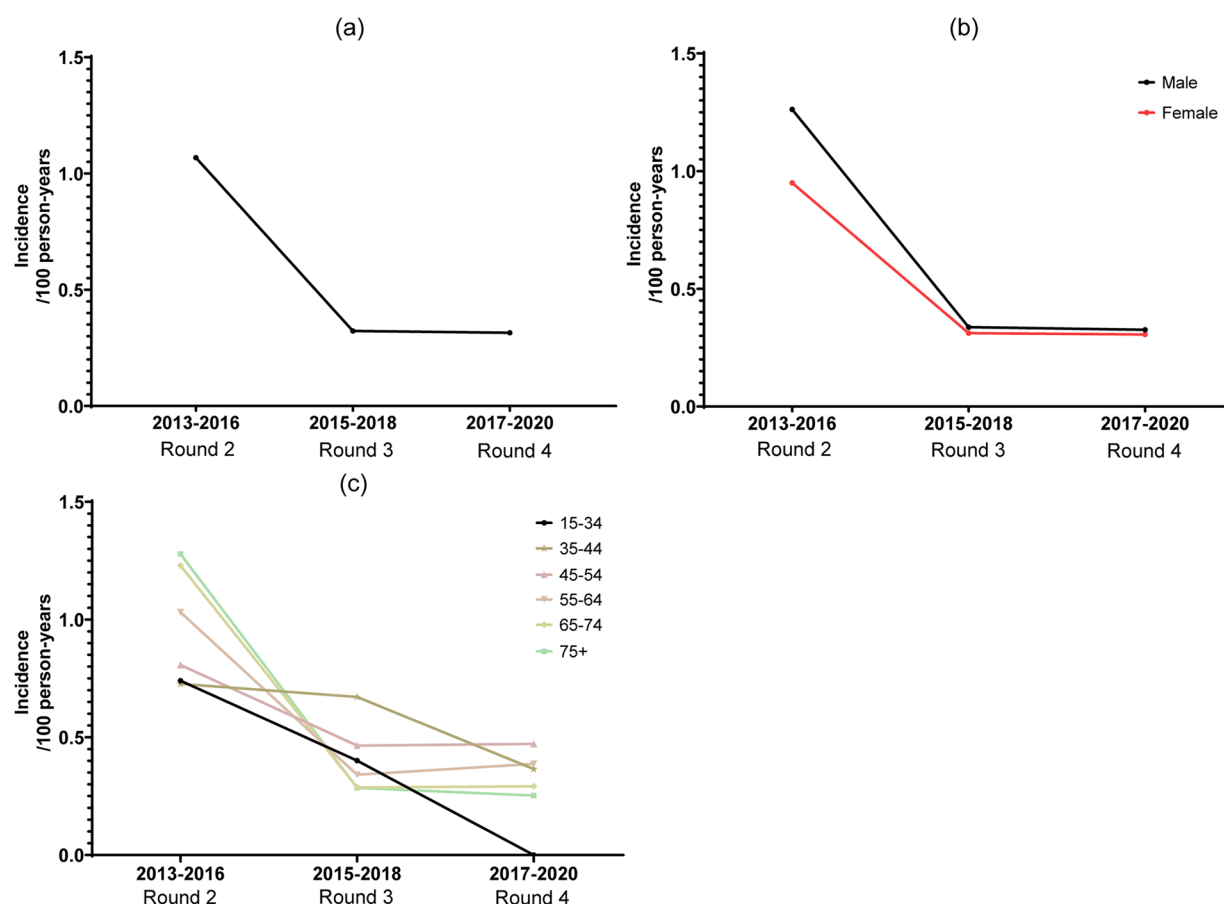 (a)
1.5
1.0
0.5
0.0
Incidence
/100 person-years
2013-2016
Round 2
2015-2018
Round 3
2017-2020
Round 4
(b)
1.5
1.0
0.5
0.0
Incidence
/100 person-years
Male
Female
2013-2016
Round 2
2015-2018
Round 3
2017-2020
Round 4
(c)
1.5
1.0
0.5
0.0
Incidence
/100 person-years
15-34
35-44
45-54
55-64
65-74
75+
2013-2016
Round 2
2015-2018
Round 3
2017-2020
Round 4